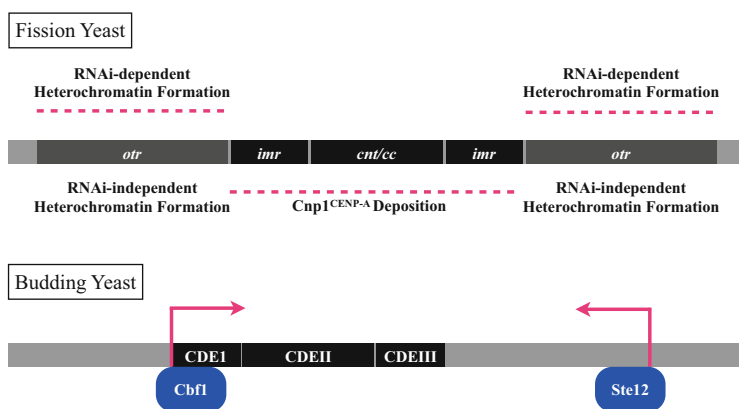 Fission Yeast
RNAi-dependent
Heterochromatin Formation
RNAi-dependent
Heterochromatin Formation
otr imr cnt/cc imr otr
RNAi-independent
Heterochromatin Formation
Cnp1CENP-A Deposition
RNAi-independent
Heterochromatin Formation
Budding Yeast
CDE1 CDEII CDEIII
Cbf1 Ste12